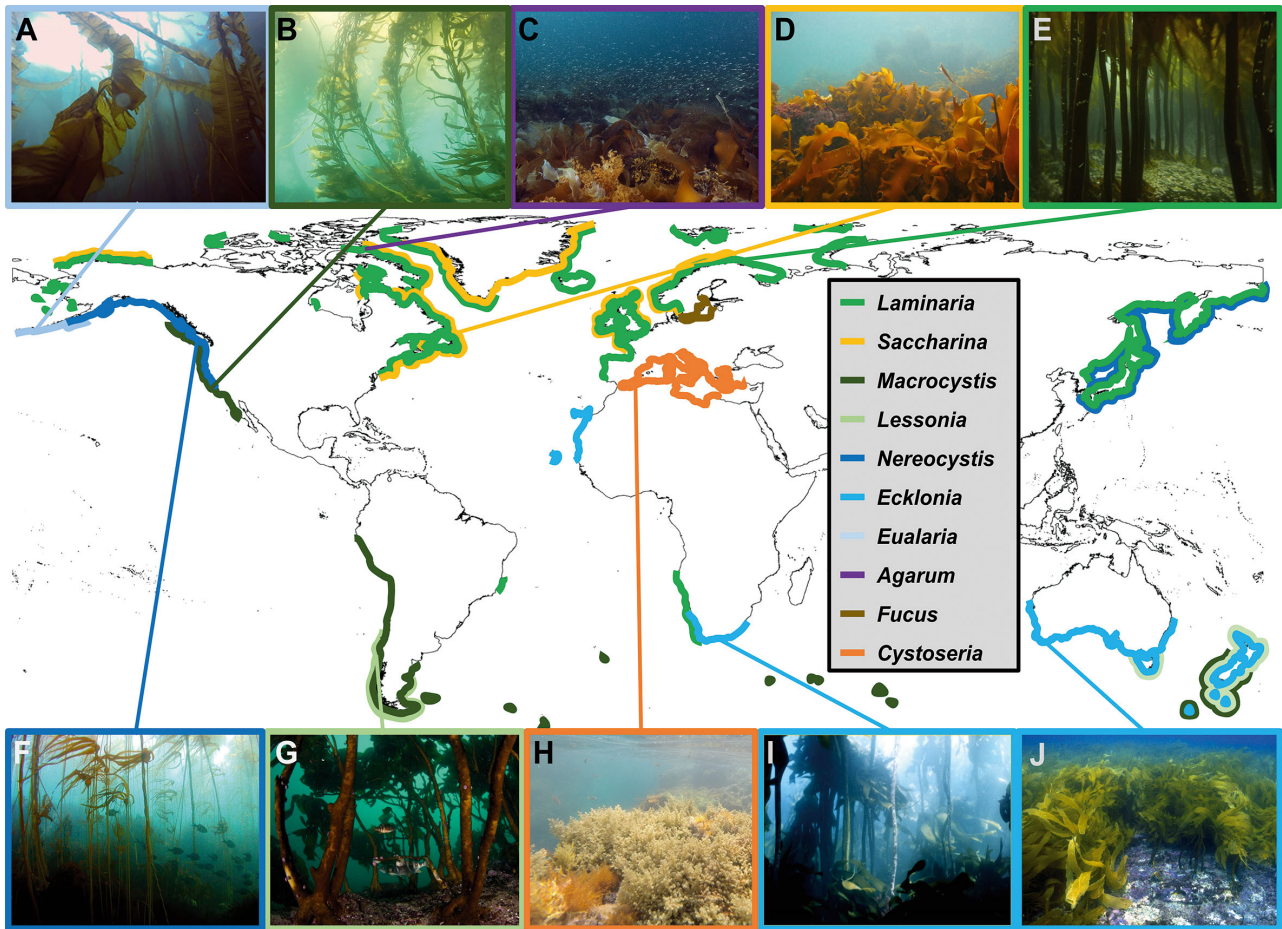 A
B
C
D
E
Laminaria
Saccharina
Macrocystis
Lessonia
Nereocystis
Ecklonia
Eualaria
Agarum
Fucus
Cystoseria
F
G
H
I
J